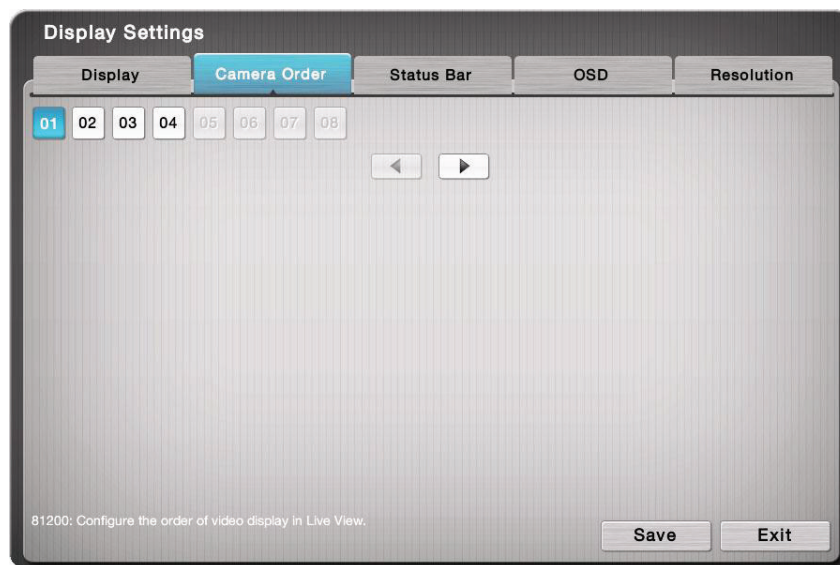 Display Settings
Display Camera Order Status Bar OSD Resolution
01 02 03 04 05 06 07 08
81200: Configure the order of video display in Live View.
Save Exit